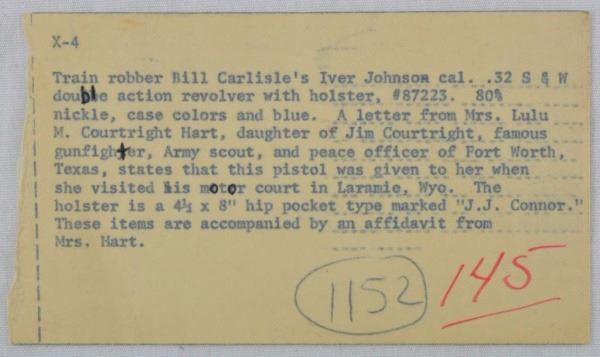 X-4
Train robber Bill Carlisle's Iver Johnson cal. .32 S & W
double action revolver with holster, #87223. 80%
nickle, case colors and blue. A letter from Mrs. Lulu
M. Courtright Hart, daughter of Jim Courtright, famous
gunfighter, Army scout, and peace officer of Fort Worth,
Texas, states that this pistol was given to her when
she visited his motor court in Laramie, Wyo. The
holster is a 4½ x 8" hip pocket type marked "J.J. Connor."
These items are accompanied by an affidavit from
Mrs. Hart.
1152
145